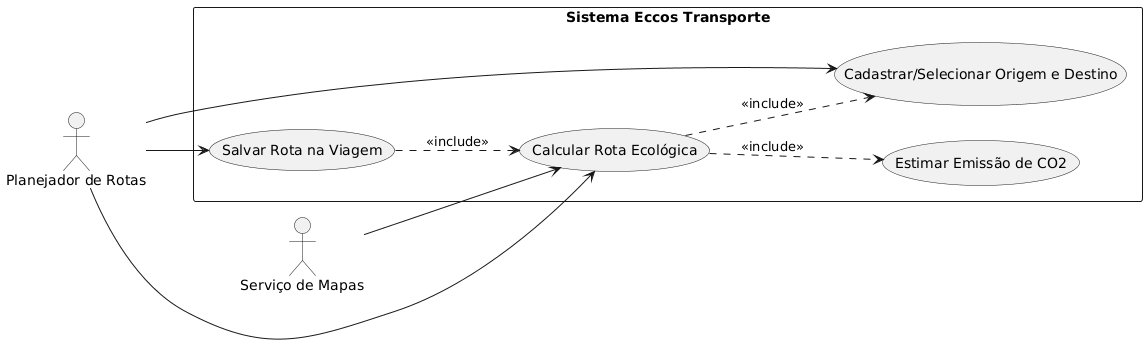 Sistema Eccos Transporte
Cadastrar/Selecionar Origem e Destino
«include»
Salvar Rota na Viagem
«include»
Calcular Rota Ecológica
«include»
Estimar Emissão de CO2
Planejador de Rotas
Serviço de Mapas